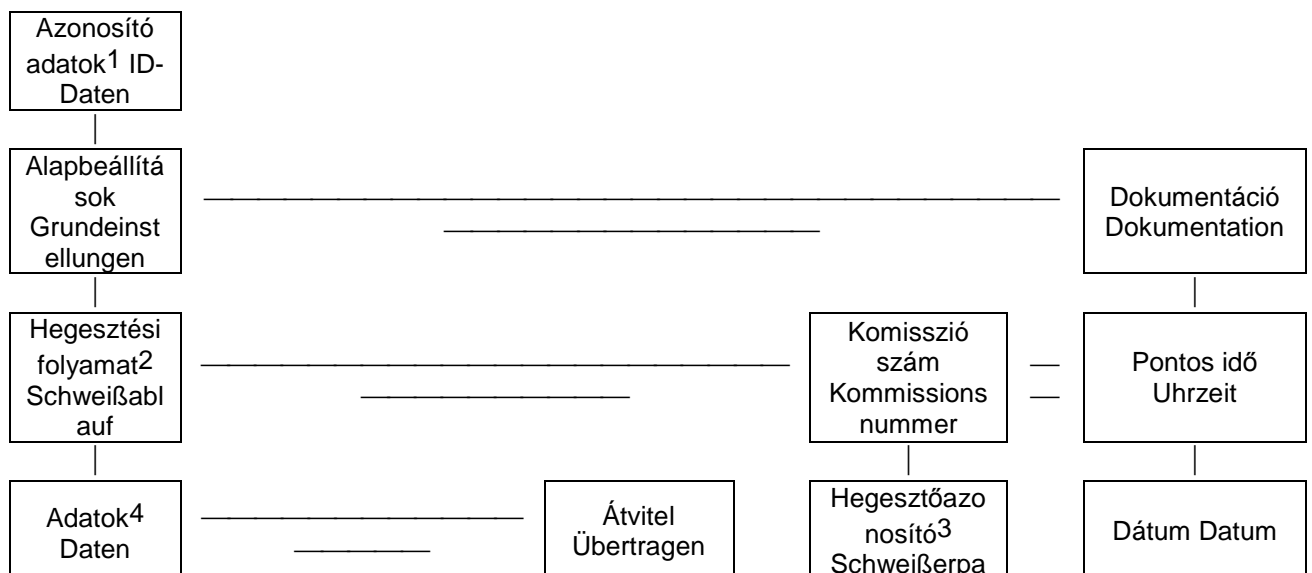 Azonosító
adatok1 ID-
Daten
Alapbeállítá
sok
Grundeinst
ellungen
Dokumentáció
Dokumentation
Hegesztési
folyamat2
Schweißabl
auf
Komisszió
szám
Kommissions
nummer
Pontos idő
Uhrzeit
Adatok4
Daten
Átvitel
Übertragen
Hegesztőazo
nosító3
Schweißerpa
Dátum Datum